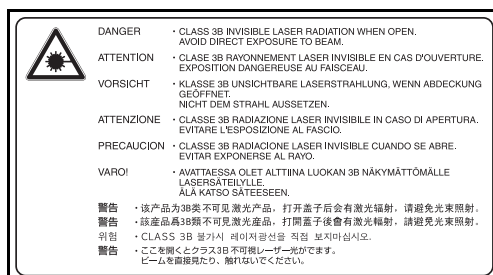 DANGER · CLASS 3B INVISIBLE LASER RADIATION WHEN OPEN.
AVOID DIRECT EXPOSURE TO BEAM.
ATTENTION · CLASE 3B RAYONNEMENT LASER INVISIBLE EN CAS D'OUVERTURE.
EXPOSITION DANGEREUSE AU FAISCEAU.
VORSICHT · KLASSE 3B UNSICHTBARE LASERSTRAHLUNG, WENN ABDECKUNG
GEÖFFNET.
NICHT DEM STRAHL AUSSETZEN.
ATTENZIONE · CLASSE 3B RADIAZIONE LASER INVISIBILE IN CASO DI APERTURA.
EVITARE L'ESPOSIZIONE AL FASCIO.
PRECAUCION · CLASE 3B RADIACIONE LASER INVISIBLE CUANDO SE ABRE.
EVITAR EXPONERSE AL RAYO.
VARO! · AVATTAESSA OLET ALTTIINA LUOKAN 3B NÄKYMÄTTÖMÄLLE
LASERSÄTEILYLLE.
ÄLÄ KATSO SÄTEESEEN.
警告 · 该产品为3B类不可见激光产品，打开盖子后会有激光辐射，请避免光束照射.
警告 · 該産品爲3B類不可見激光産品，打開蓋子後會有激光輻射，請避免光束照射.
위험 · CLASS 3B 불가시 레이저광선을 직접 보지마십시오.
警告 · ここを開くとクラス3B不可視レーザー光がでます。
ビームを直接見たり、触れないでください。